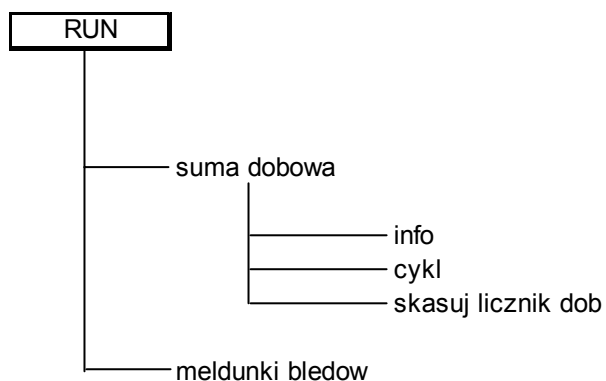 RUN
suma dobowa
info
cykl
skasuj licznik dob
meldunki bledow